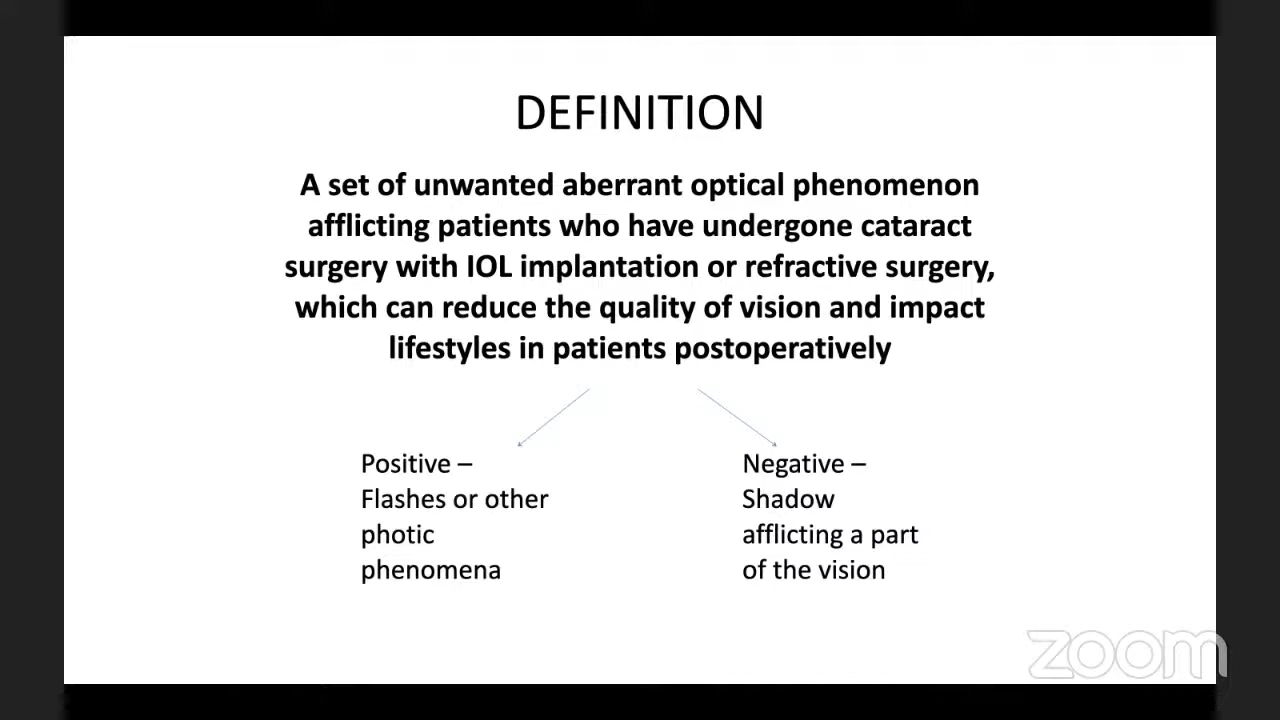 DEFINITION
A set of unwanted aberrant optical phenomenon
afflicting patients who have undergone cataract
surgery with IOL implantation or refractive surgery,
which can reduce the quality of vision and impact
lifestyles in patients postoperatively
Positive –
Flashes or other
photic
phenomena
Negative –
Shadow
afflicting a part
of the vision
zoom